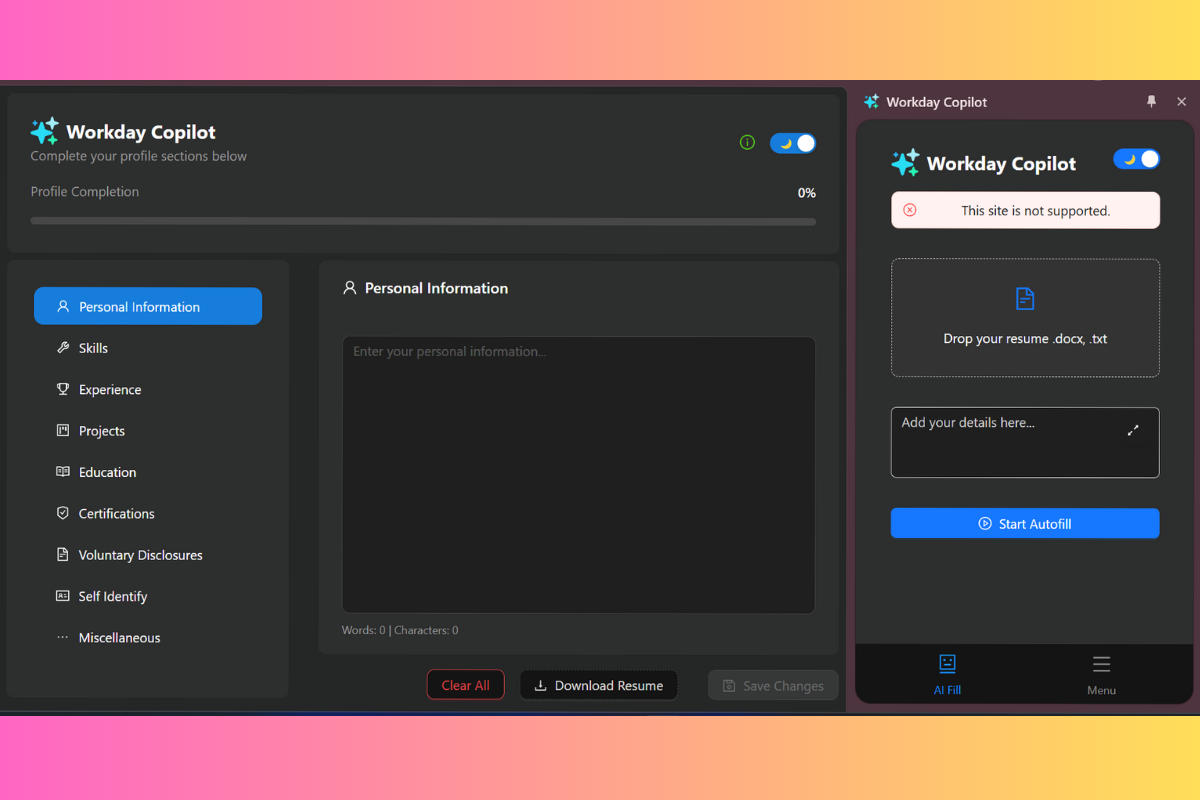 Workday Copilot
Complete your profile sections below
Profile Completion
0%
Personal Information
Skills
Experience
Projects
Education
Certifications
Voluntary Disclosures
Self Identify
Miscellaneous
Personal Information
Enter your personal information...
Words: 0 | Characters: 0
Clear All
Download Resume
Save Changes
Workday Copilot
Workday Copilot
This site is not supported.
Drop your resume .docx, .txt
Add your details here...
Start Autofill
AI Fill
Menu